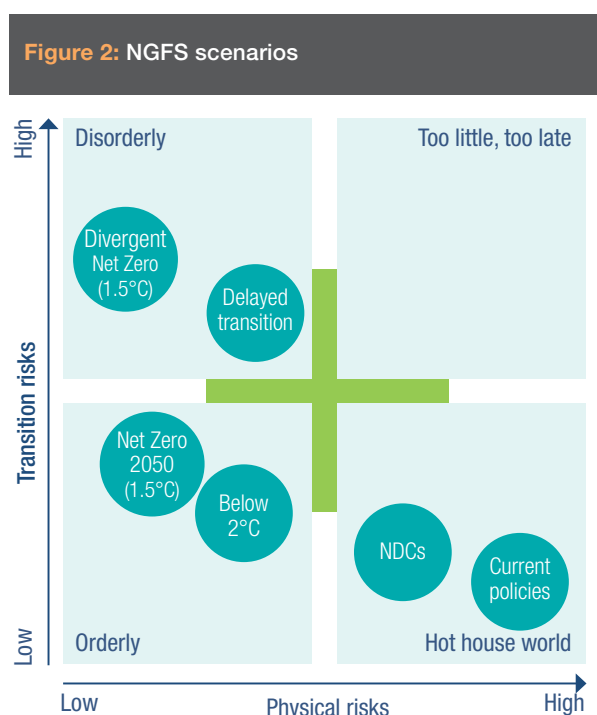 Figure 2: NGFS scenarios
High
Disorderly
Too little, too late
Divergent
Net Zero
(1.5°C)
Delayed
transition
Transition risks
Net Zero
2050
(1.5°C)
Below
2°C
NDCs
Current
policies
Low
Orderly
Hot house world
Low
Physical risks
High